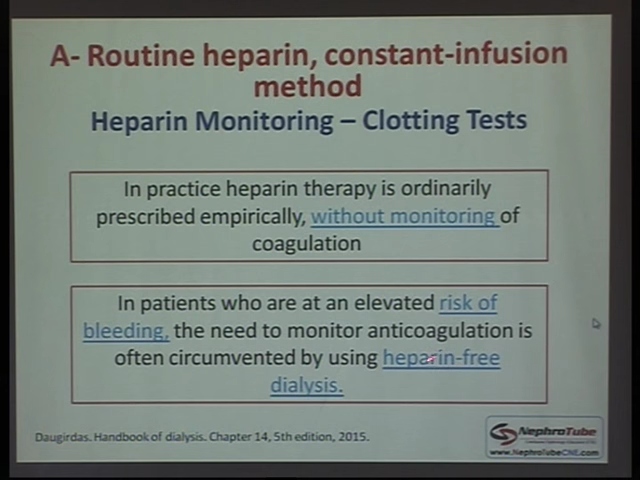 A- Routine heparin, constant-infusion
method
Heparin Monitoring – Clotting Tests
In practice heparin therapy is ordinarily
prescribed empirically, without monitoring of
coagulation
In patients who are at an elevated risk of
bleeding, the need to monitor anticoagulation is
often circumvented by using heparin-free
dialysis.
Daugirdas. Handbook of dialysis. Chapter 14, 5th edition, 2015.
NephroTube
www.NephroTubeCNE.com